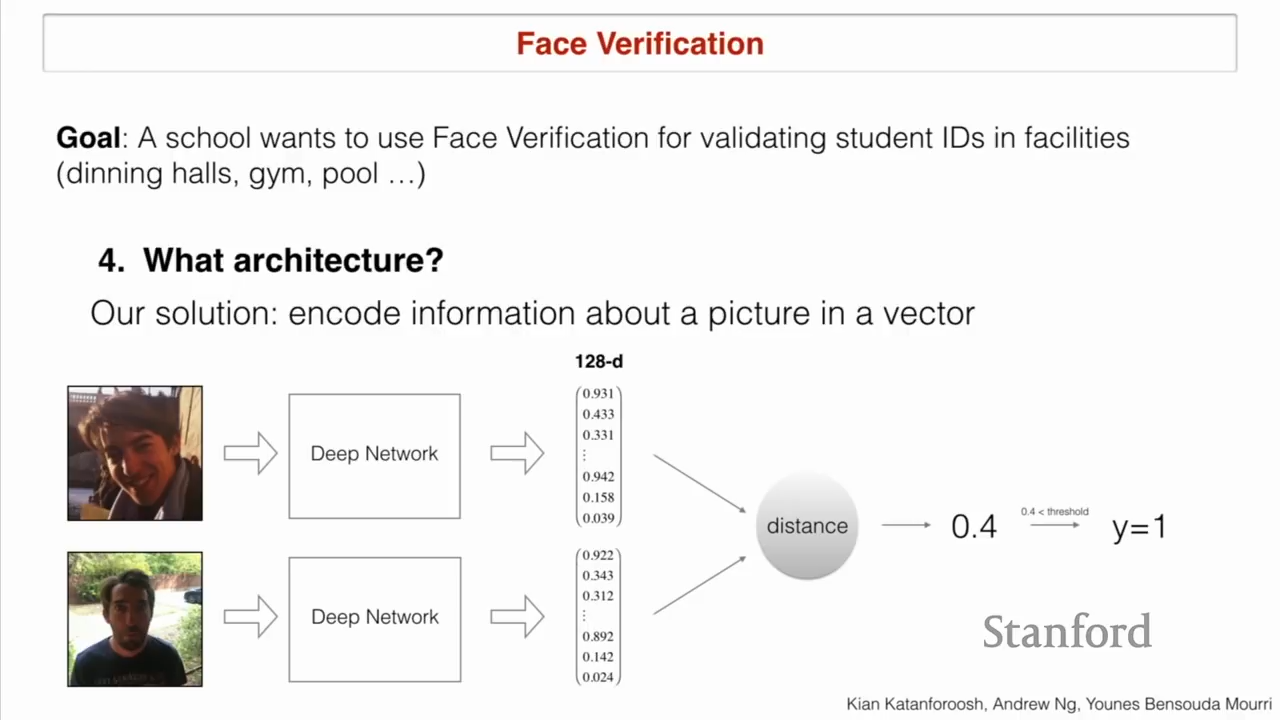 Face Verification
Goal: A school wants to use Face Verification for validating student IDs in facilities
(dinning halls, gym, pool …)
4. What architecture?
Our solution: encode information about a picture in a vector
128-d
0.931
0.433
0.331
⋮
0.942
0.158
0.039
Deep Network
distance
0.4
0.4 < threshold
y=1
0.922
0.343
0.312
⋮
0.892
0.142
0.024
Deep Network
Stanford
Kian Katanforoosh, Andrew Ng, Younes Bensouda Mourri